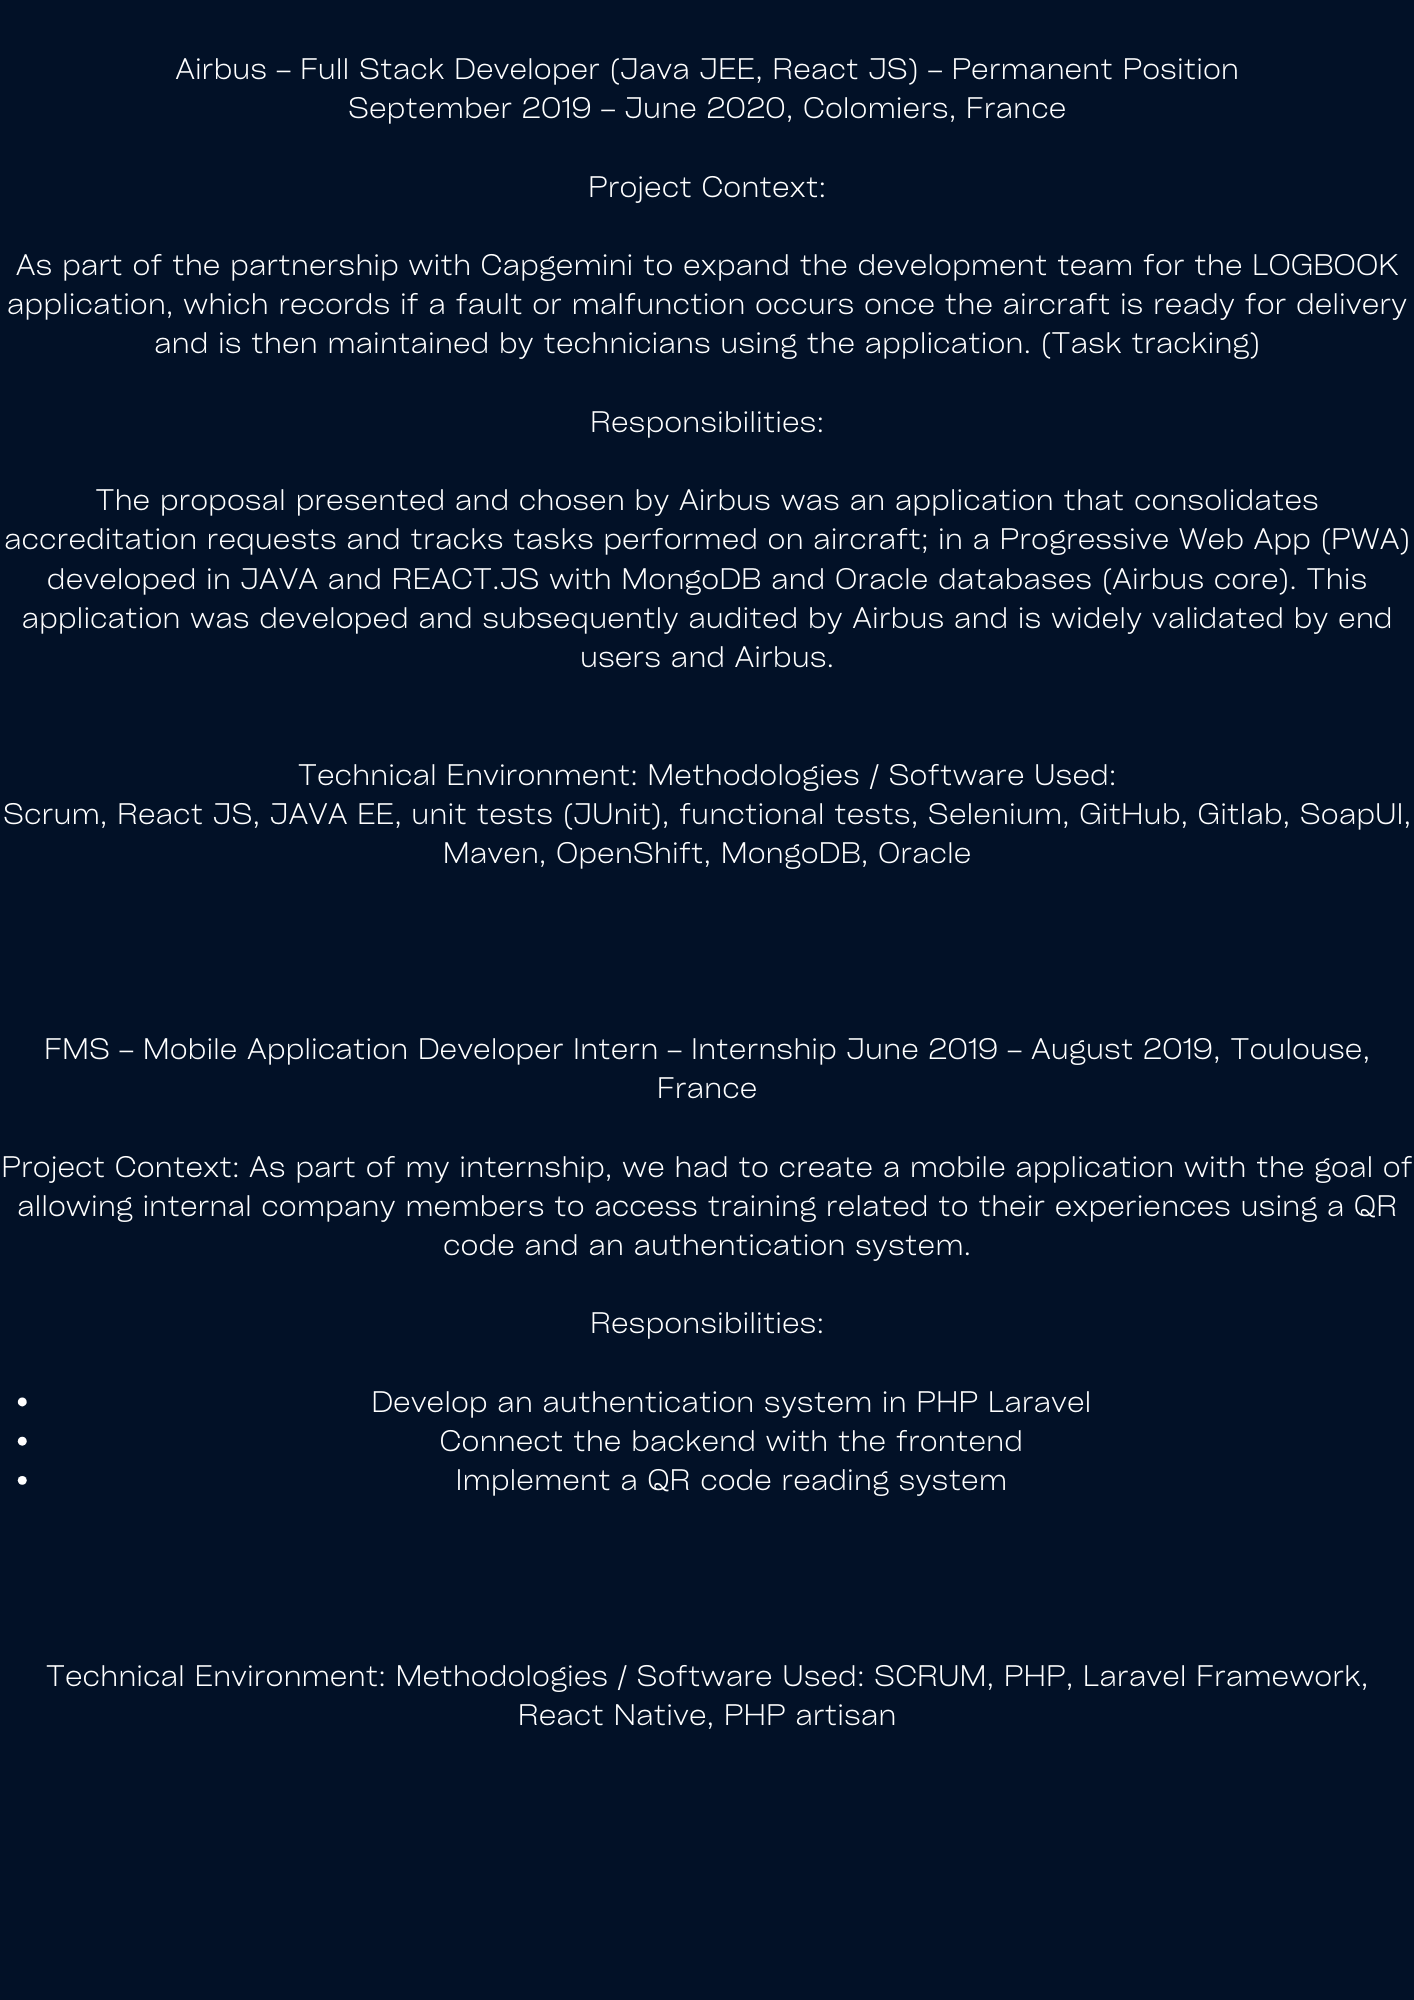 Airbus – Full Stack Developer (Java JEE, React JS) – Permanent Position
September 2019 – June 2020, Colomiers, France
Project Context:
As part of the partnership with Capgemini to expand the development team for the LOGBOOK
application, which records if a fault or malfunction occurs once the aircraft is ready for delivery
and is then maintained by technicians using the application. (Task tracking)
Responsibilities:
The proposal presented and chosen by Airbus was an application that consolidates
accreditation requests and tracks tasks performed on aircraft; in a Progressive Web App (PWA)
developed in JAVA and REACT.JS with MongoDB and Oracle databases (Airbus core). This
application was developed and subsequently audited by Airbus and is widely validated by end
users and Airbus.
Technical Environment: Methodologies / Software Used:
Scrum, React JS, JAVA EE, unit tests (JUnit), functional tests, Selenium, GitHub, Gitlab, SoapUI,
Maven, OpenShift, MongoDB, Oracle
FMS – Mobile Application Developer Intern – Internship June 2019 – August 2019, Toulouse,
France
Project Context: As part of my internship, we had to create a mobile application with the goal of
allowing internal company members to access training related to their experiences using a QR
code and an authentication system.
Responsibilities:
• Develop an authentication system in PHP Laravel
• Connect the backend with the frontend
• Implement a QR code reading system
Technical Environment: Methodologies / Software Used: SCRUM, PHP, Laravel Framework,
React Native, PHP artisan